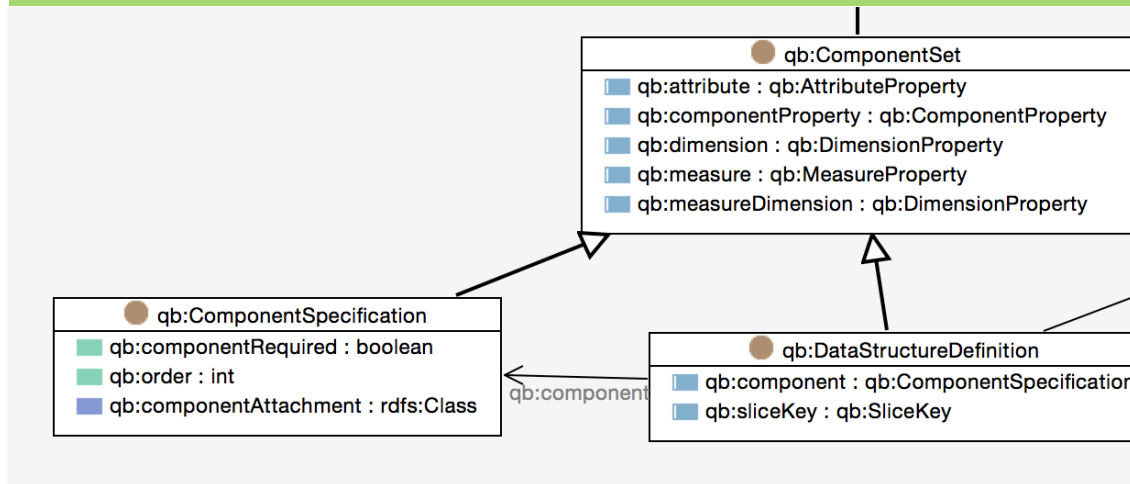 qb:ComponentSet
qb:attribute : qb:AttributeProperty
qb:componentProperty : qb:ComponentProperty
qb:dimension : qb:DimensionProperty
qb:measure : qb:MeasureProperty
qb:measureDimension : qb:DimensionProperty
qb:ComponentSpecification
qb:componentRequired : boolean
qb:order : int
qb:componentAttachment : rdfs:Class
qb:component
qb:DataStructureDefinition
qb:component : qb:ComponentSpecification
qb:sliceKey : qb:SliceKey